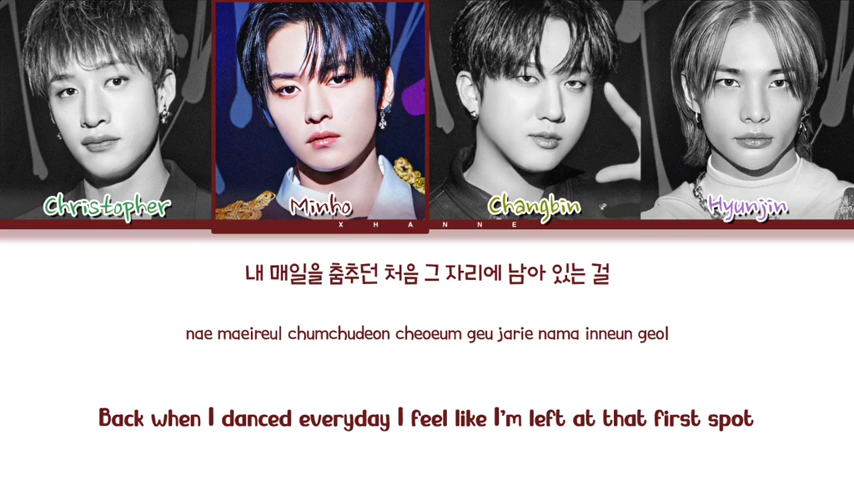 Christopher Minho Changbin Hyunjin
XHANNE
내 매일을 춤추던 처음 그 자리에 남아 있는 걸
nae maeireul chumchudeon cheoeum geu jarie nama inneun geol
Back when I danced everyday I feel like I'm left at that first spot